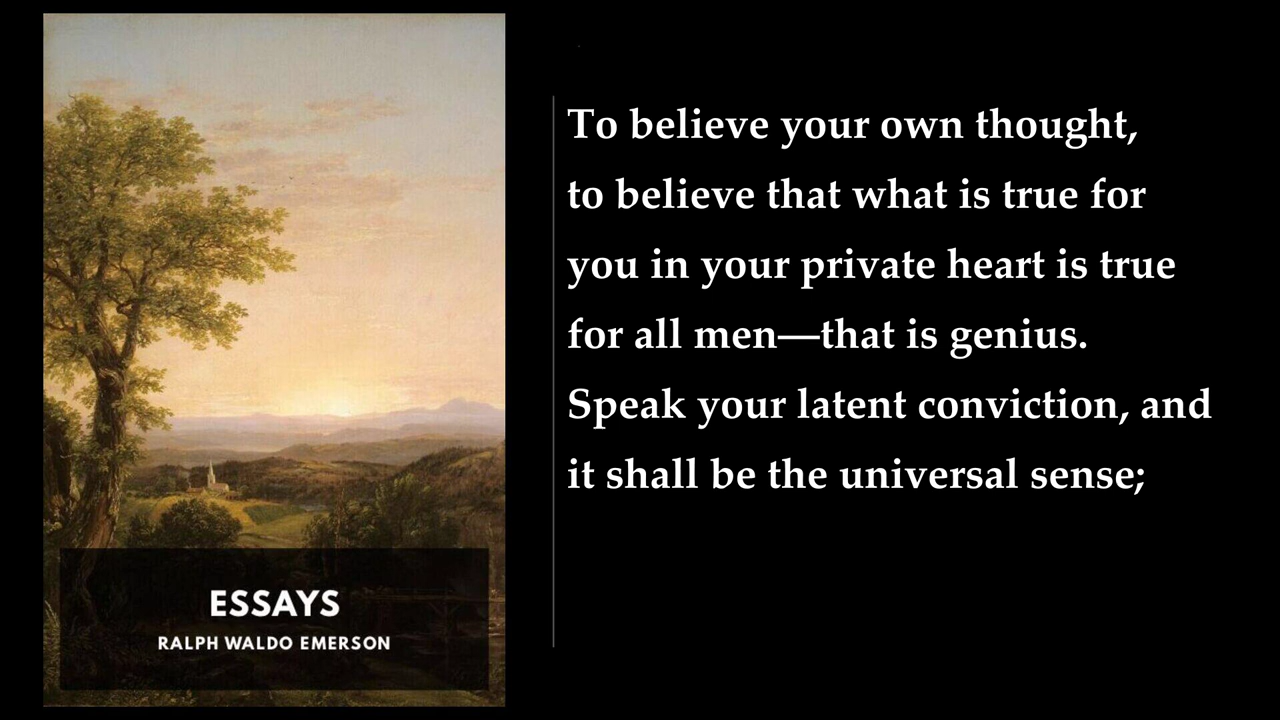 ESSAYS
RALPH WALDO EMERSON
To believe your own thought,
to believe that what is true for
you in your private heart is true
for all men—that is genius.
Speak your latent conviction, and
it shall be the universal sense;